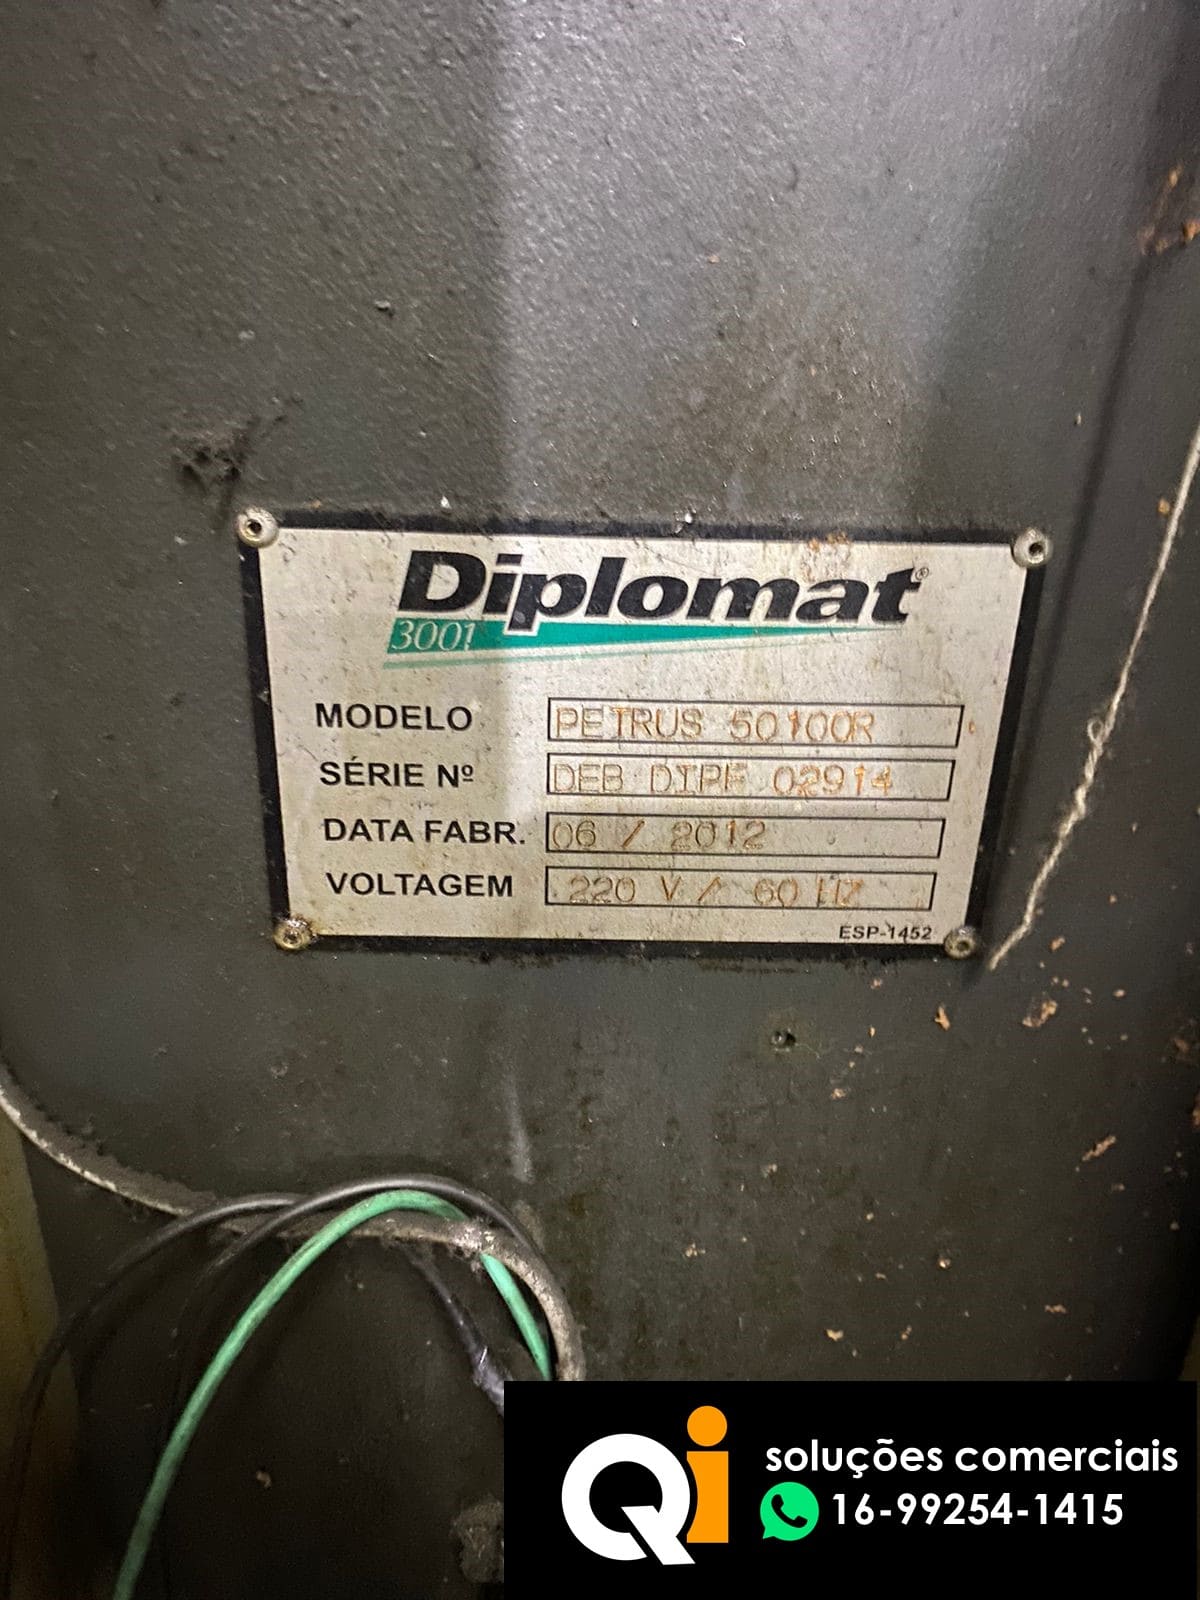 Diplomat®
3001
MODELO PETRUS 50100R
SÉRIE Nº DEB DIPF 02914
DATA FABR. 06 / 2012
VOLTAGEM 220 V / 60 HZ
ESP-1452
Qi soluções comerciais
16-99254-1415